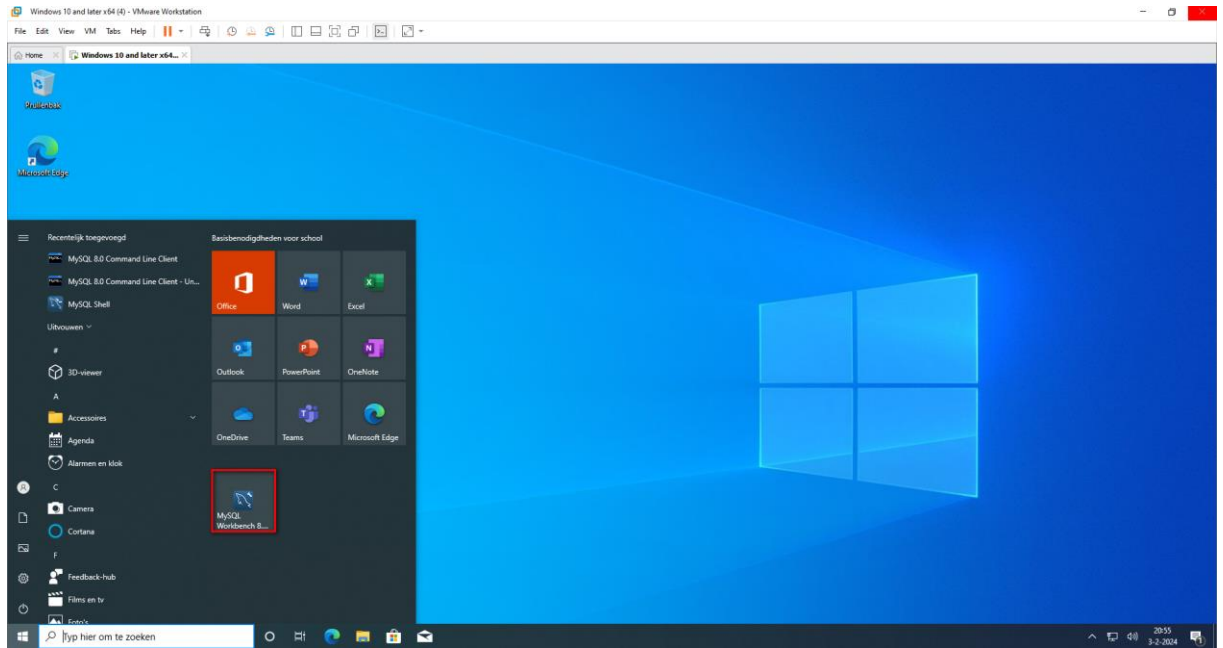 Windows 10 and later x64 (4) - VMware Workstation
File Edit View VM Tabs Help
Home
Windows 10 and later x64...
Prullenbak
Microsoft Edge
Recentelijk toegevoegd
MySQL 8.0 Command Line Client
MySQL 8.0 Command Line Client - Un...
MySQL Shell
Uitvouwen
#
3D-viewer
A
Accessoires
Agenda
Alarmen en klok
C
Camera
Cortana
F
Feedback-hub
Films en tv
Foto's
Basisbenodigdheden voor school
Office
Word
Excel
Outlook
PowerPoint
OneNote
OneDrive
Teams
Microsoft Edge
MySQL
Workbench 8....
Typ hier om te zoeken
20:55
3-2-2024